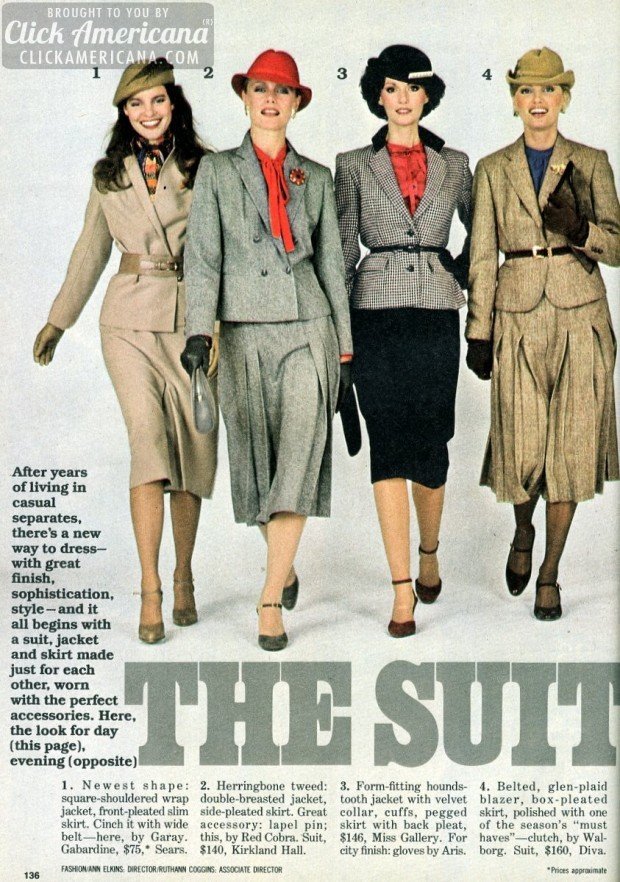 BROUGHT TO YOU BY
Click Americana (R)
CLICKAMERICANA.COM
1 2 3 4
After years
of living in
casual
separates,
there's a new
way to dress—
with great
finish,
sophistication,
style—and it
all begins with
a suit, jacket
and skirt made
just for each
other, worn
with the perfect
accessories. Here,
the look for day
(this page),
evening (opposite)
THE SUIT
1. Newest shape:
square-shouldered wrap
jacket, front-pleated slim
skirt. Cinch it with wide
belt—here, by Garay.
Gabardine, $75,* Sears.
2. Herringbone tweed:
double-breasted jacket,
side-pleated skirt. Great
accessory: lapel pin;
this, by Red Cobra. Suit,
$140, Kirkland Hall.
3. Form-fitting hounds-
tooth jacket with velvet
collar, cuffs, pegged
skirt with back pleat,
$146, Miss Gallery. For
city finish: gloves by Aris.
4. Belted, glen-plaid
blazer, box-pleated
skirt, polished with one
of the season's "must
haves"—clutch, by Wal-
borg. Suit, $160, Diva.
136
FASHION/ANN ELKINS: DIRECTOR/RUTHANN COGGINS: ASSOCIATE DIRECTOR
*Prices approximate